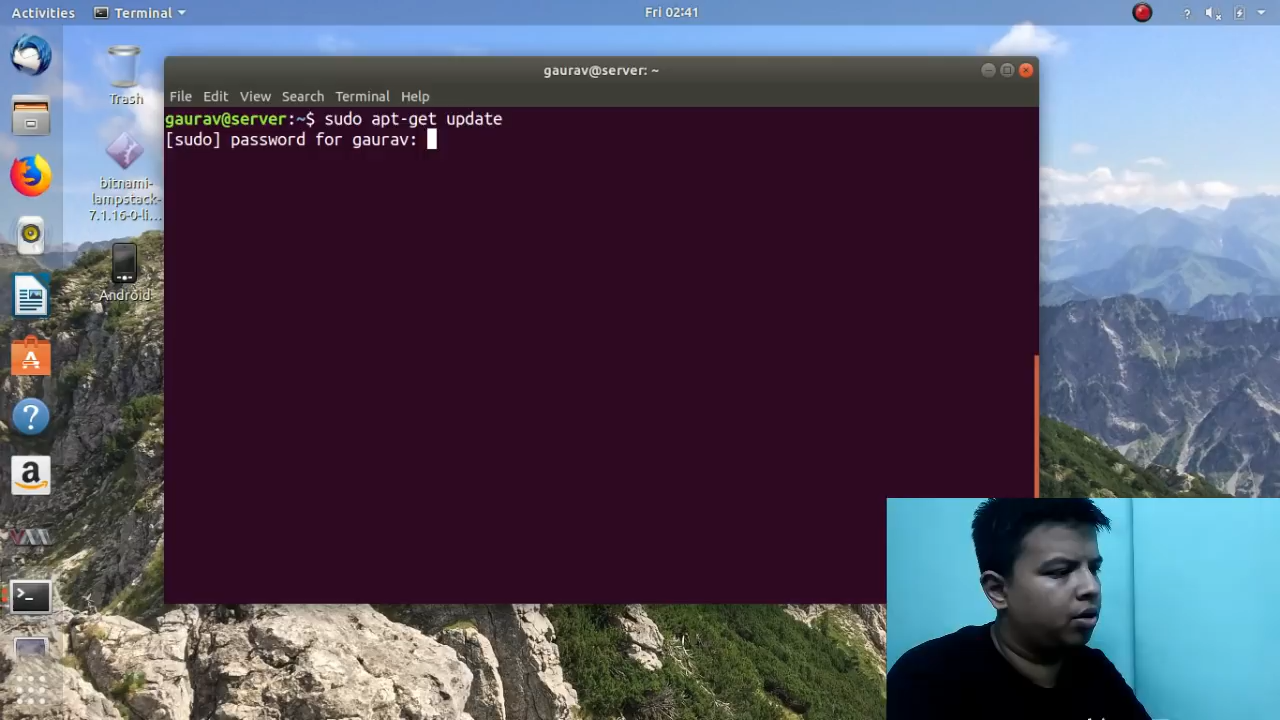 Activities
Terminal
Fri 02:41
?
gaurav@server: ~
File Edit View Search Terminal Help
gaurav@server:~$ sudo apt-get update
[sudo] password for gaurav:
Trash
bitnami-
lampstack-
7.1.16-0-li...
Android
?
a
>_